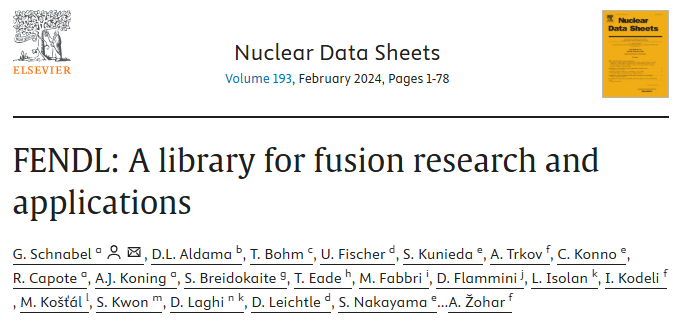 Nuclear Data Sheets
Volume 193, February 2024, Pages 1-78
ELSEVIER
Nuclear
Data Sheets
FENDL: A library for fusion research and
applications
G. Schnabel a, D.L. Aldama b, T. Bohm c, U. Fischer d, S. Kunieda e, A. Trkov f, C. Konno e,
R. Capote a, A.J. Koning a, S. Breidokaite g, T. Eade h, M. Fabbri i, D. Flammini j, L. Isolan k, I. Kodeli f
, M. Košťál l, S. Kwon m, D. Laghi n k, D. Leichtle d, S. Nakayama e...A. Žohar f